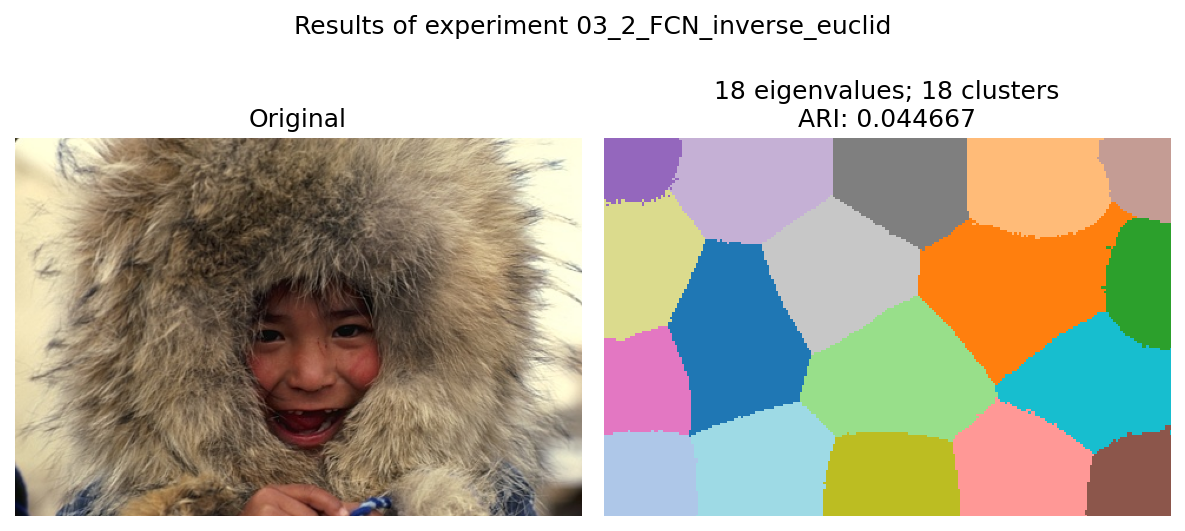 Results of experiment 03_2_FCN_inverse_euclid
Original
18 eigenvalues; 18 clusters
ARI: 0.044667